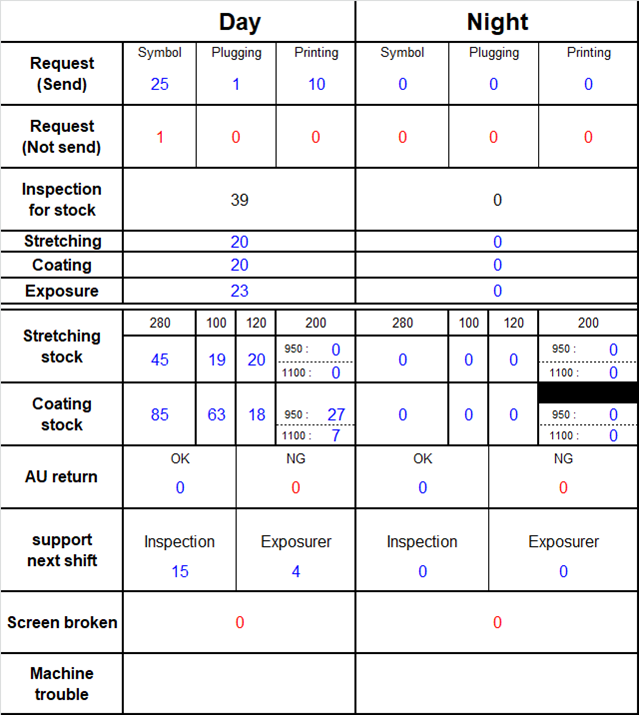 Day Night
Request
(Send)
Symbol Plugging Printing Symbol Plugging Printing
25 1 10 0 0 0
Request
(Not send)
1 0 0 0 0 0
Inspection
for stock
39 0
Stretching 20 0
Coating 20 0
Exposure 23 0
Stretching
stock
280 100 120 200 280 100 120 200
45 19 20 950 : 0 0 0 0 950 : 0
1100 : 0 1100 : 0
Coating
stock
85 63 18 950 : 27 0 0 0 950 : 0
1100 : 7 1100 : 0
AU return
OK NG OK NG
0 0 0 0
support
next shift
Inspection Exposurer Inspection Exposurer
15 4 0 0
Screen broken 0 0
Machine
trouble